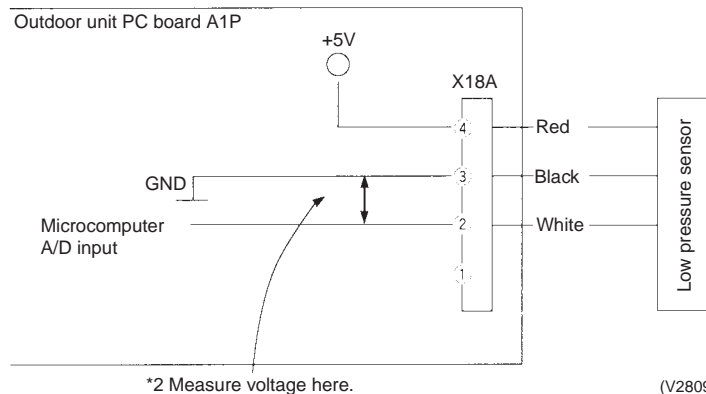 Outdoor unit PC board A1P
+5V
X18A
4
Red
GND
3
Black
Microcomputer
A/D input
2
White
1
Low pressure sensor
*2 Measure voltage here.
(V2809